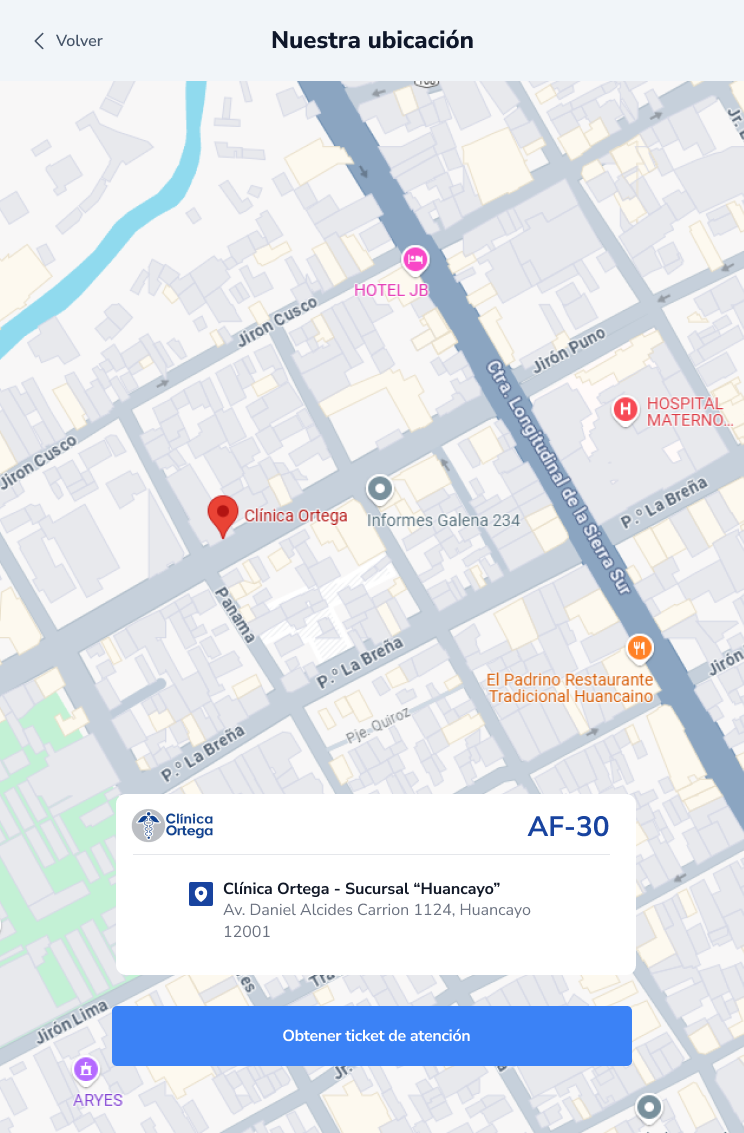 Volver
Nuestra ubicación
HOTEL JB
Jiron Cusco
Jirón Puno
Ctra. Longitudinal de la Sierra Sur
HOSPITAL
MATERNO...
Jiron Cusco
Clínica Ortega
Informes Galena 234
P.º La Breña
Panama
P.º La Breña
El Padrino Restaurante
Tradicional Huancaino
Jirón
Pje. Quiroz
P.º La Breña
Clínica
Ortega
AF-30
Clínica Ortega - Sucursal “Huancayo”
Av. Daniel Alcides Carrion 1124, Huancayo
12001
Jirón Lima
Obtener ticket de atención
ARYES